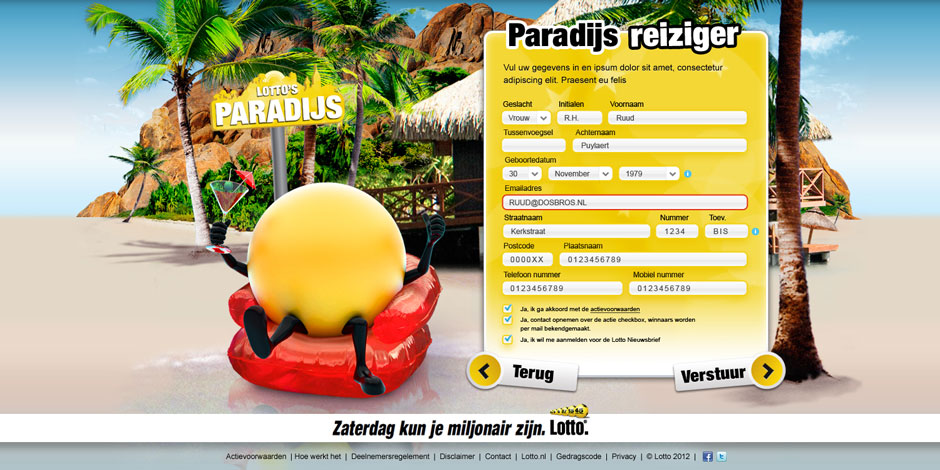 LOTTO'S
PARADIJS
Paradijs reiziger
Vul uw gegevens in en ipsum dolor sit amet, consectetur
adipiscing elit. Praesent eu felis
Geslacht Initialen Voornaam
Vrouw R.H. Ruud
Tussenvoegsel Achternaam
Puylaert
Geboortedatum
30 November 1979
Emailadres
RUUD@DOSBROS.NL
Straatnaam Nummer Toev.
Kerkstraat 1234 BIS
Postcode Plaatsnaam
0000XX 0123456789
Telefoon nummer Mobiel nummer
0123456789 0123456789
Ja, ik ga akkoord met de actievoorwaarden
Ja, contact opnemen over de actie checkbox, winnaars worden
per mail bekendgemaakt.
Ja, ik wil me aanmelden voor de Lotto Nieuwsbrief
Terug Verstuur
Zaterdag kun je miljonair zijn. Lotto.
Actievoorwaarden | Hoe werkt het | Deelnemersregelement | Disclaimer | Contact | Lotto.nl | Gedragscode | Privacy | © Lotto 2012 |